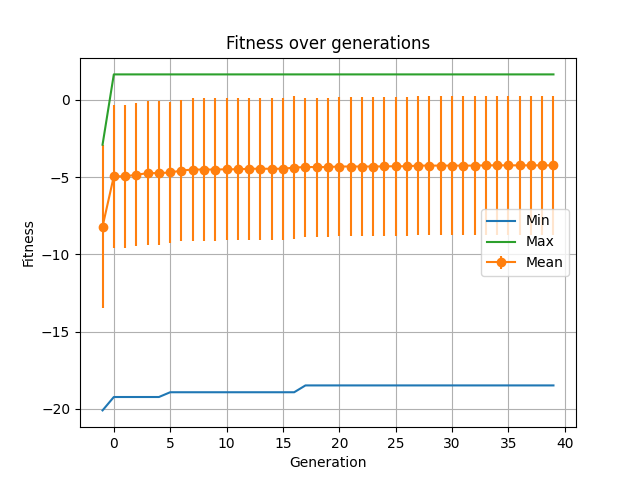 Fitness over generations
Fitness
0
−5
−10
−15
−20
Min
Max
Mean
0 5 10 15 20 25 30 35 40
Generation